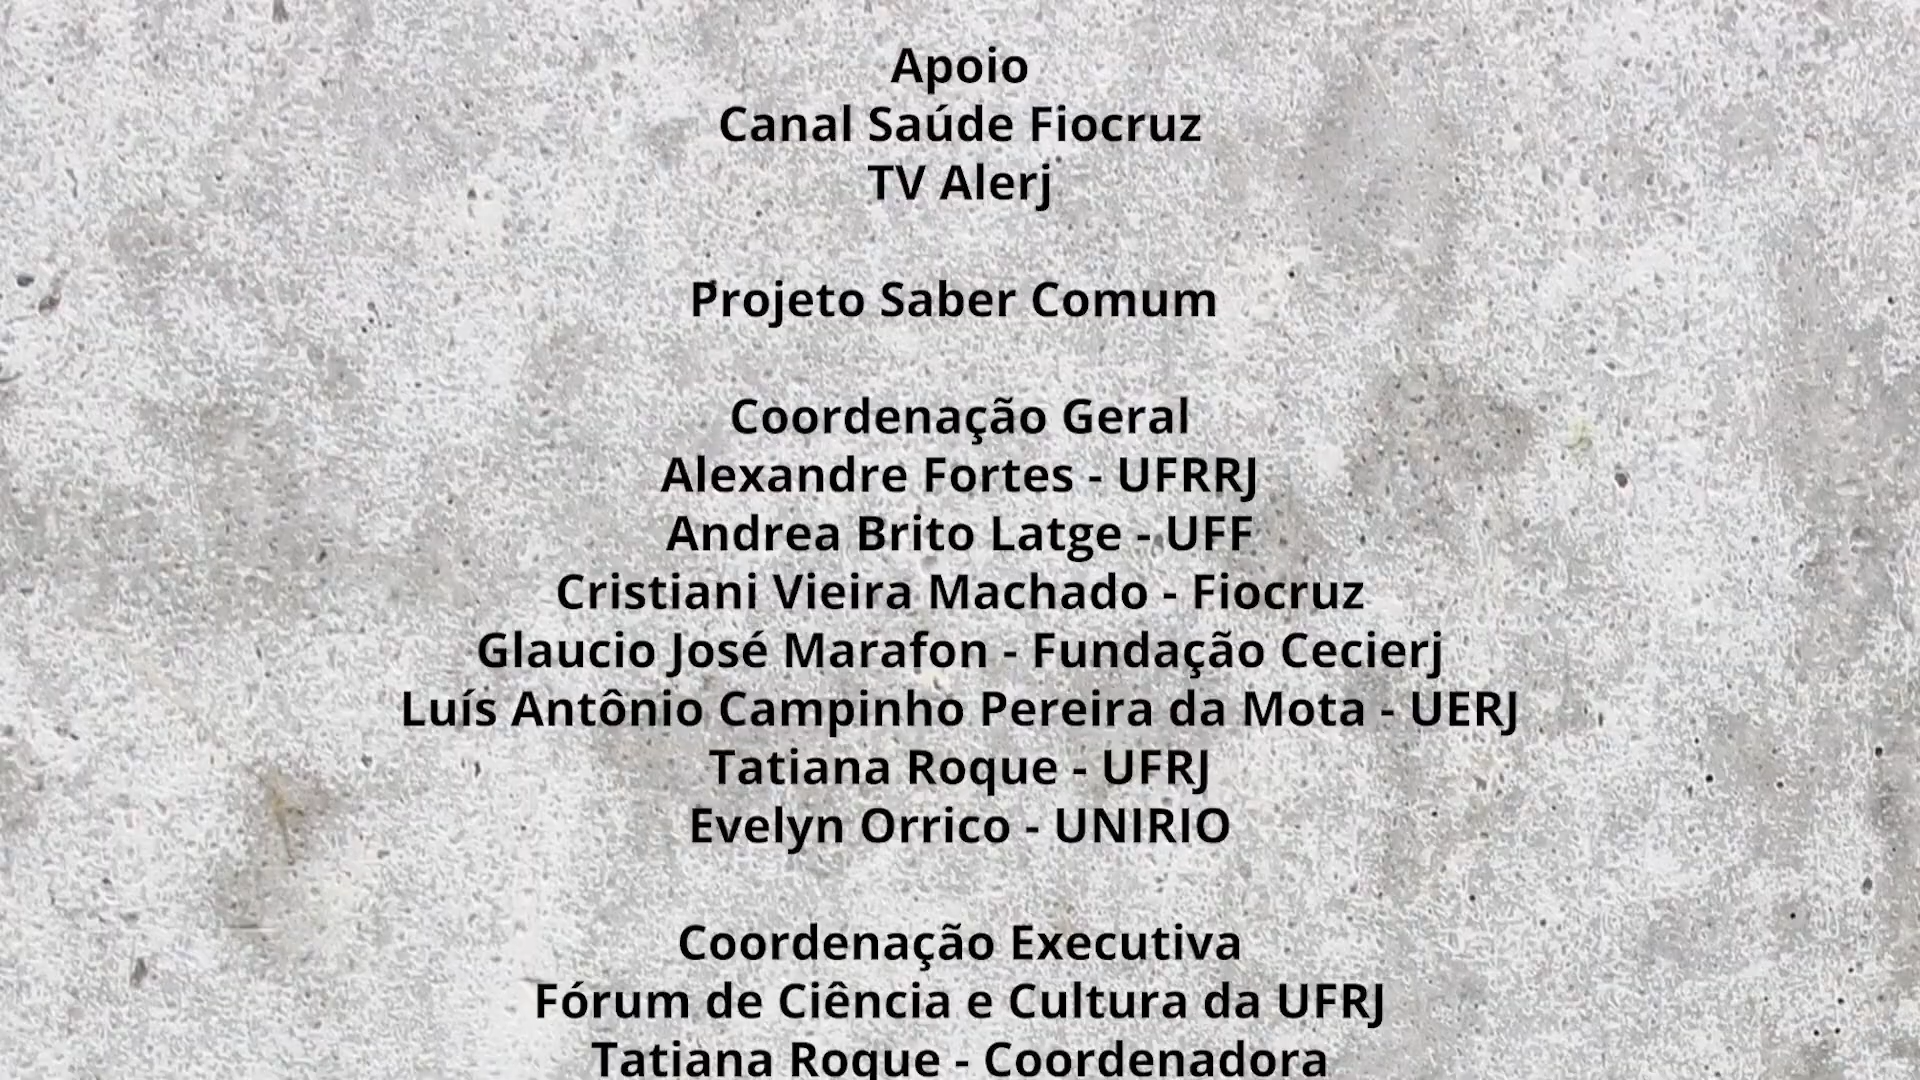 Apoio
Canal Saúde Fiocruz
TV Alerj
Projeto Saber Comum
Coordenação Geral
Alexandre Fortes - UFRRJ
Andrea Brito Latge - UFF
Cristiani Vieira Machado - Fiocruz
Glaucio José Marafon - Fundação Cecierj
Luís Antônio Campinho Pereira da Mota - UERJ
Tatiana Roque - UFRJ
Evelyn Orrico - UNIRIO
Coordenação Executiva
Fórum de Ciência e Cultura da UFRJ
Tatiana Roque - Coordenadora